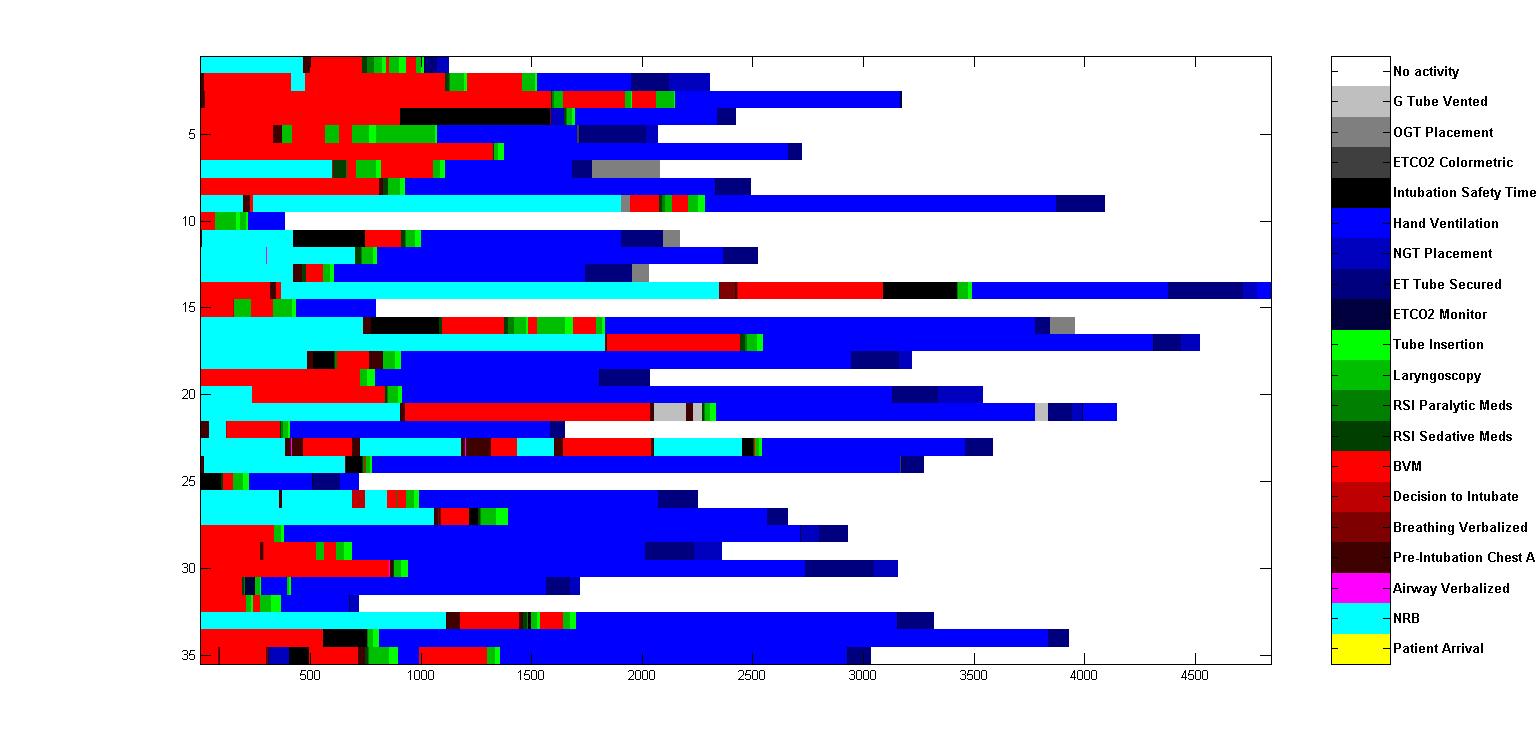 5
10
15
20
25
30
35
500
1000
1500
2000
2500
3000
3500
4000
4500
No activity
G Tube Vented
OGT Placement
ETCO2 Colormetric
Intubation Safety Time
Hand Ventilation
NGT Placement
ET Tube Secured
ETCO2 Monitor
Tube Insertion
Laryngoscopy
RSI Paralytic Meds
RSI Sedative Meds
BVM
Decision to Intubate
Breathing Verbalized
Pre-Intubation Chest A
Airway Verbalized
NRB
Patient Arrival